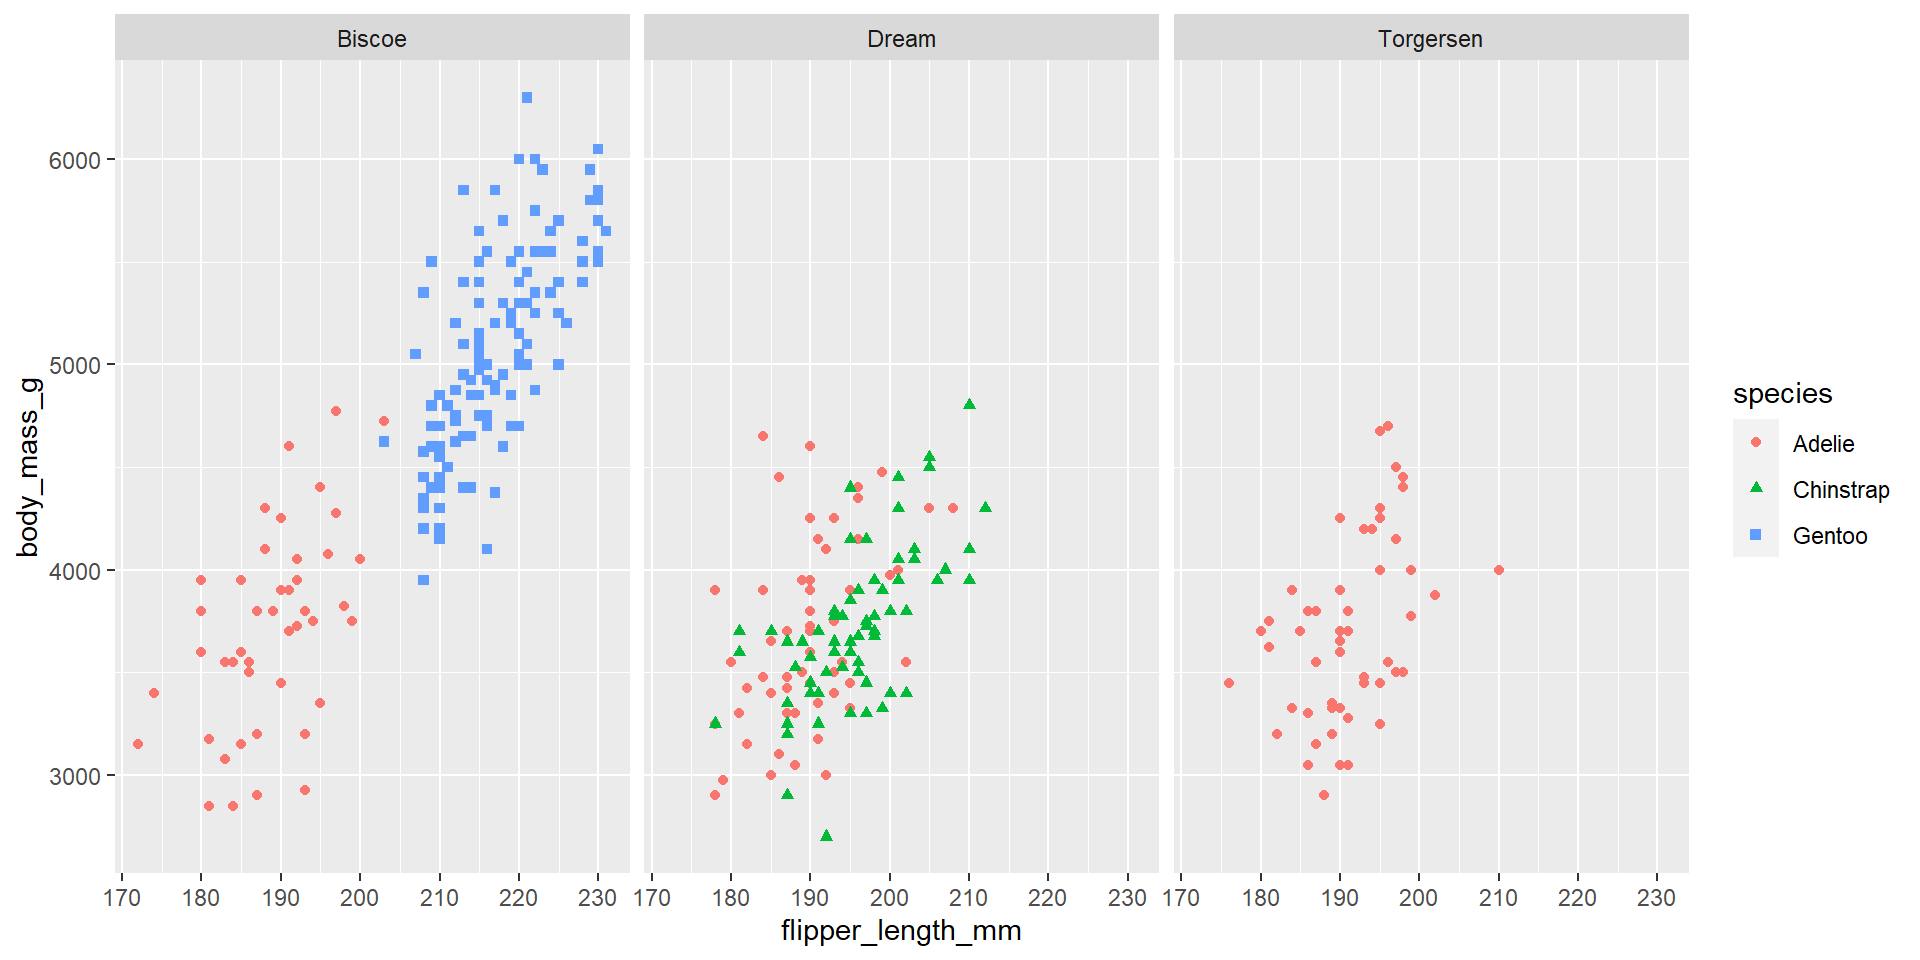 Biscoe Dream Torgersen
6000
5000
4000
3000
body_mass_g
170 180 190 200 210 220 230 170 180 190 200 210 220 230 170 180 190 200 210 220 230
flipper_length_mm
species
Adelie
Chinstrap
Gentoo